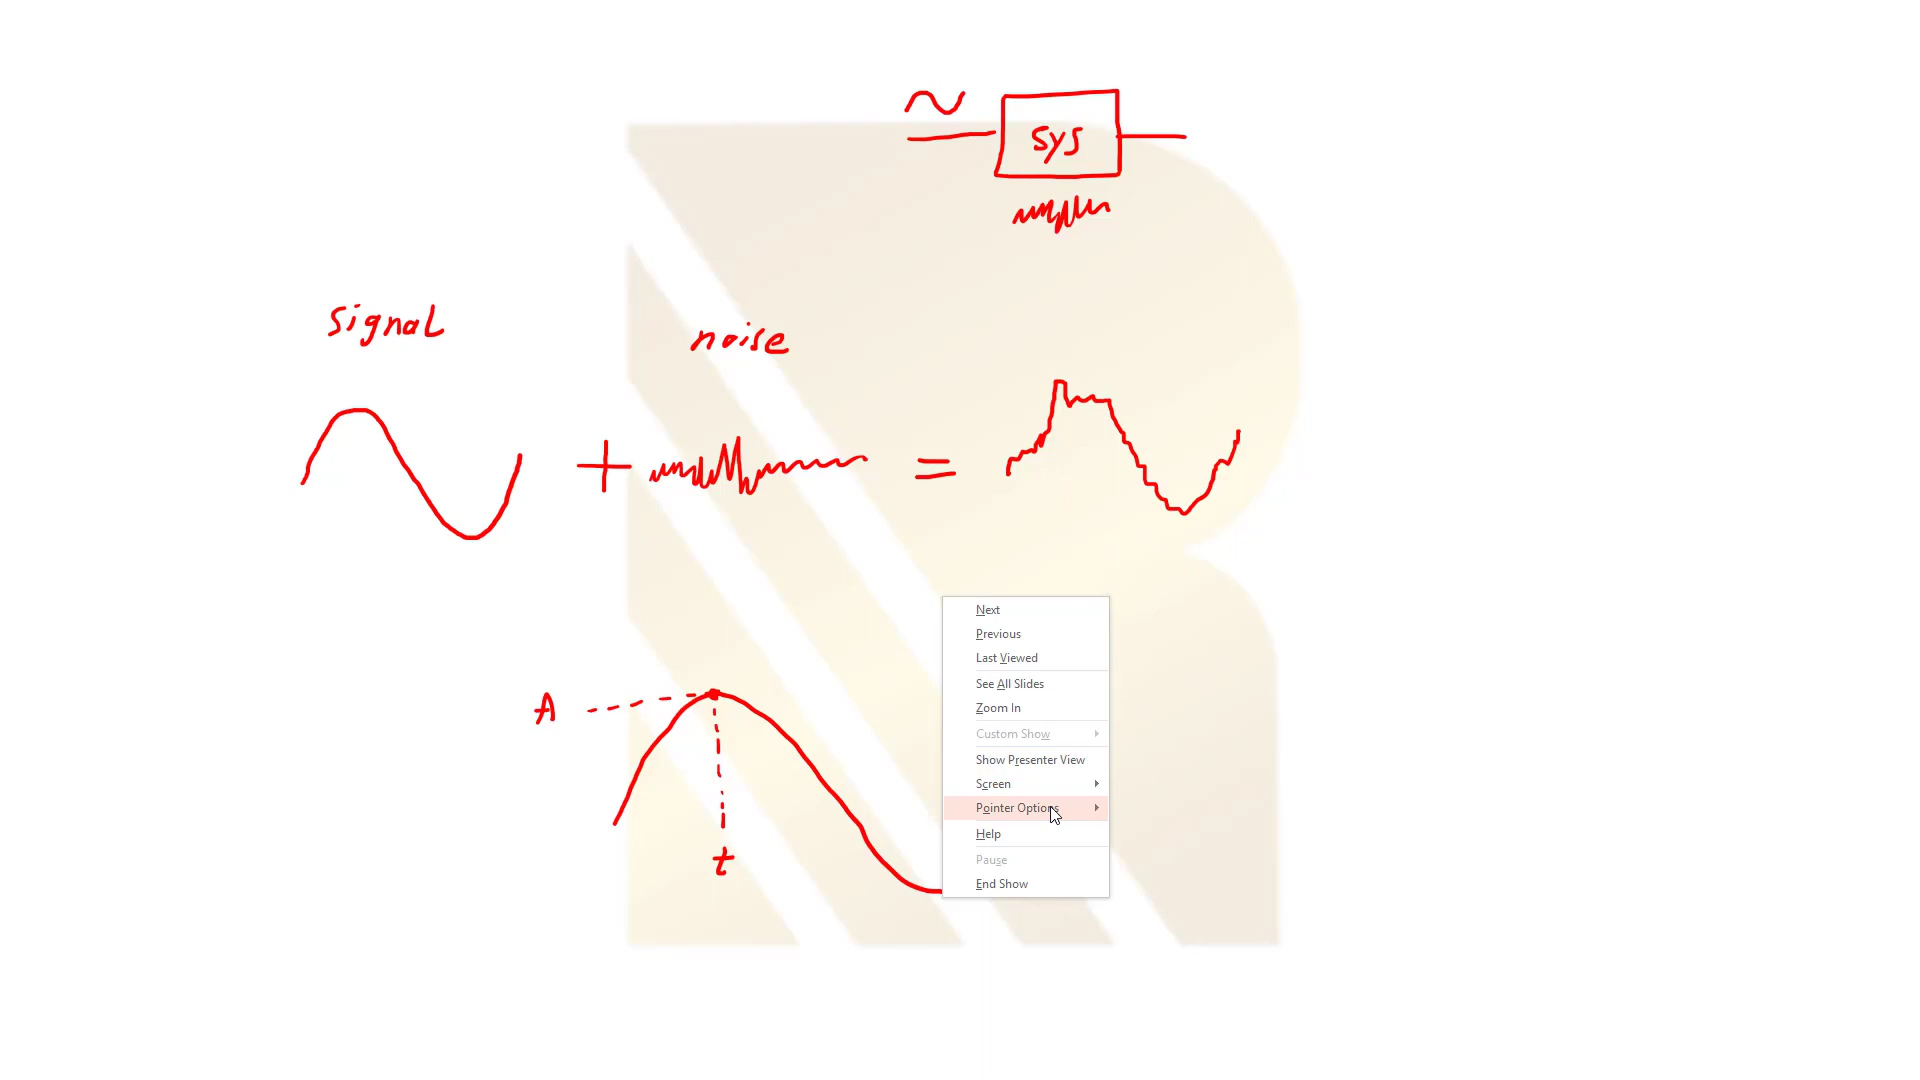 sys
signal
noise
+
=
A
t
Next
Previous
Last Viewed
See All Slides
Zoom In
Custom Show
Show Presenter View
Screen
Pointer Options
Help
Pause
End Show